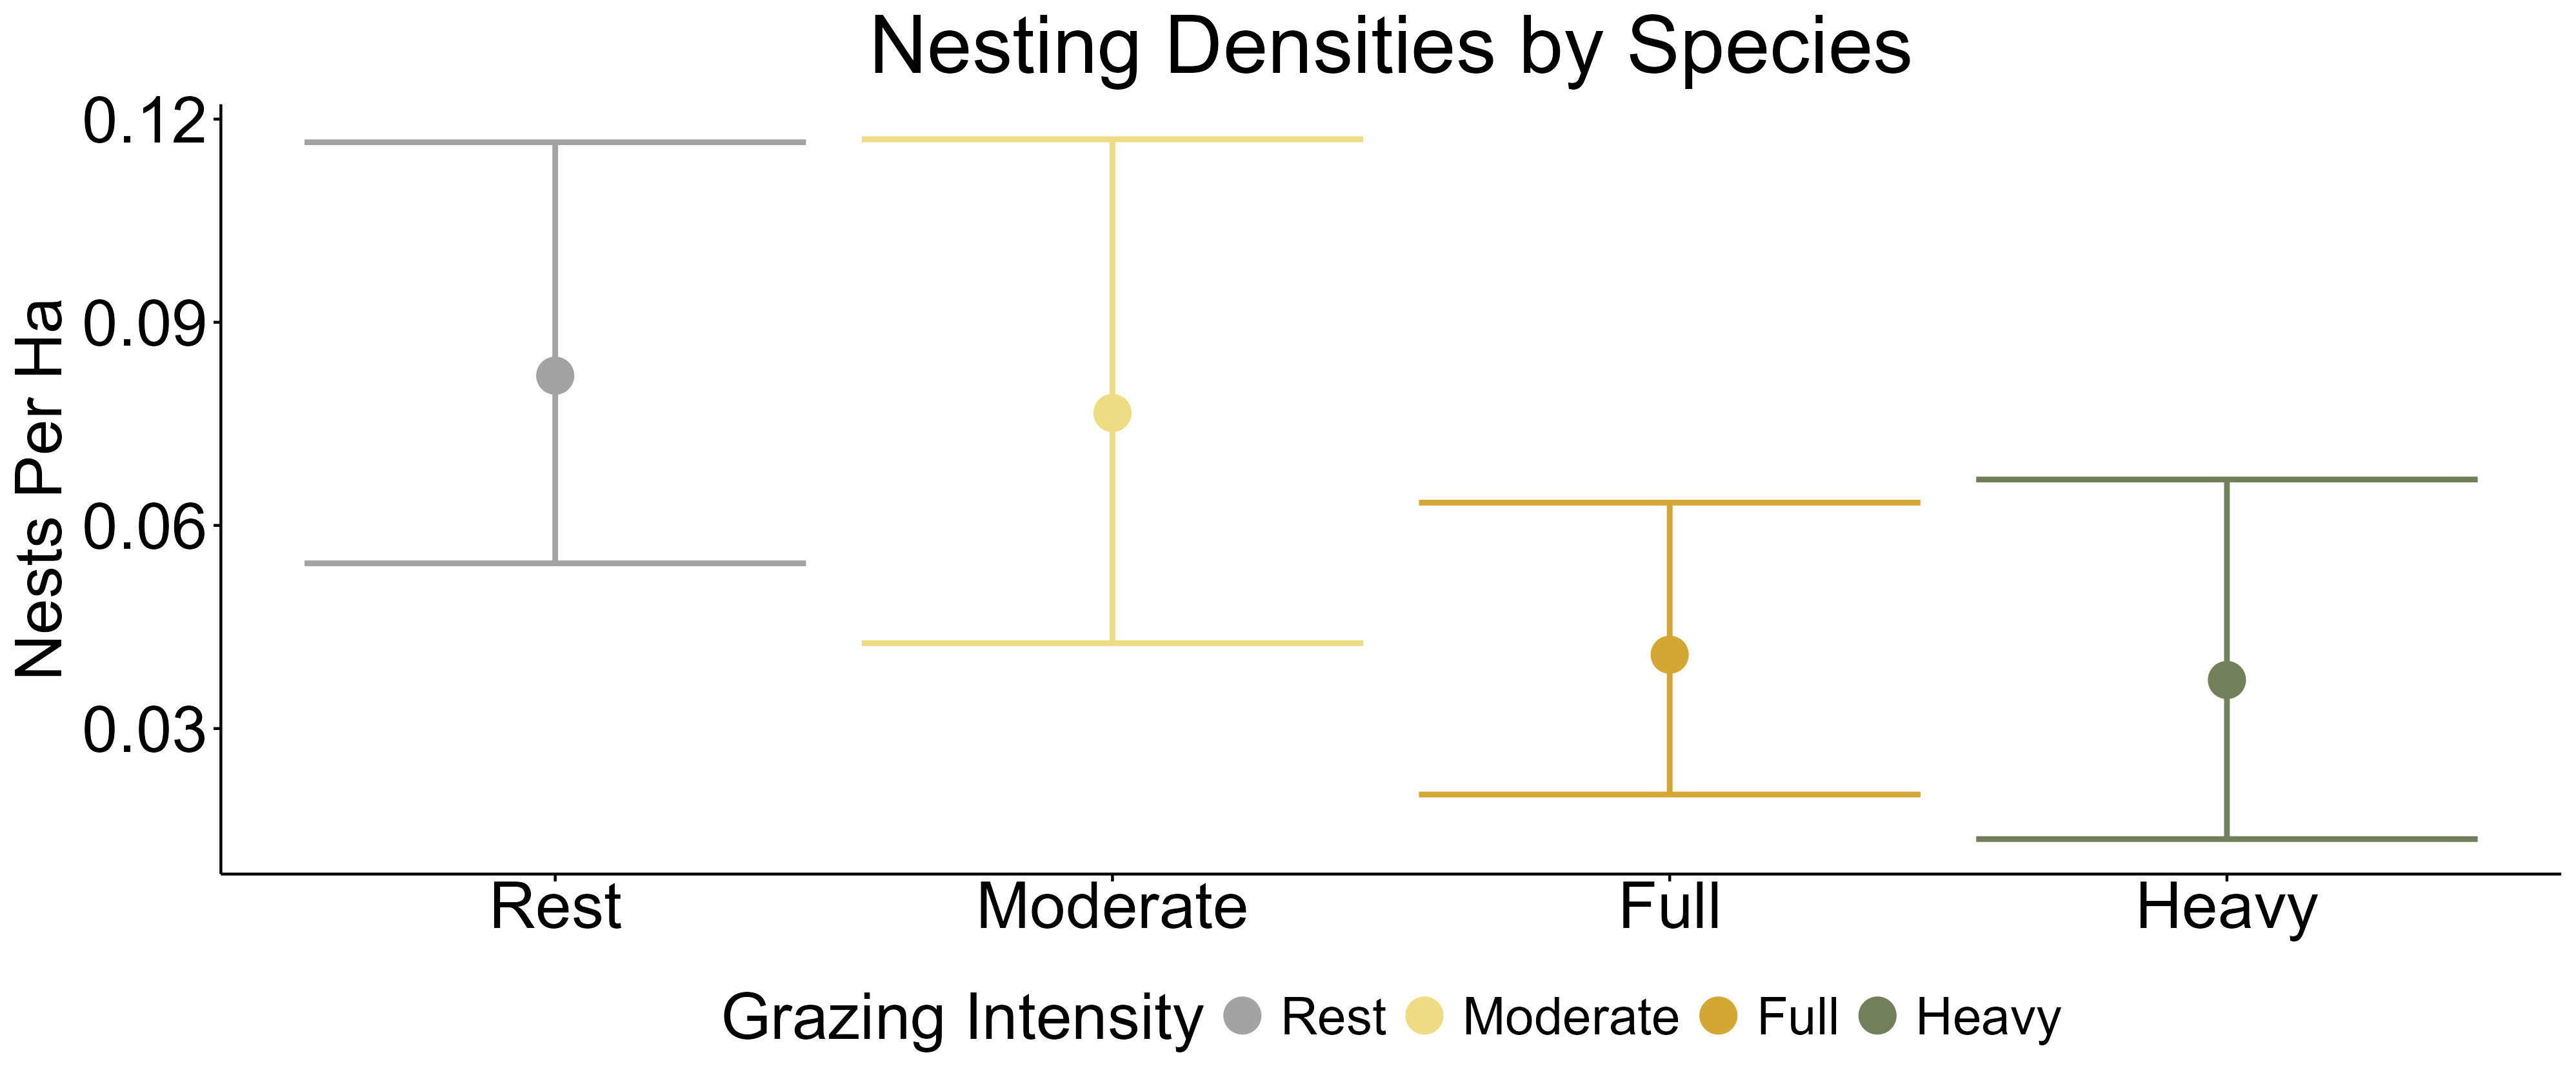 Nesting Densities by Species
Nests Per Ha
0.12
0.09
0.06
0.03
Rest Moderate Full Heavy
Grazing Intensity Rest Moderate Full Heavy